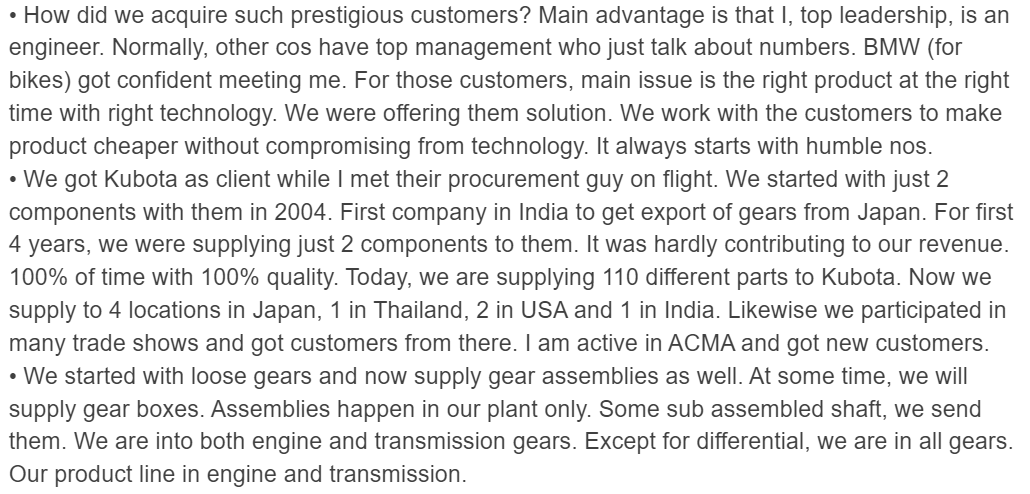 • How did we acquire such prestigious customers? Main advantage is that I, top leadership, is an
engineer. Normally, other cos have top management who just talk about numbers. BMW (for
bikes) got confident meeting me. For those customers, main issue is the right product at the right
time with right technology. We were offering them solution. We work with the customers to make
product cheaper without compromising from technology. It always starts with humble nos.
• We got Kubota as client while I met their procurement guy on flight. We started with just 2
components with them in 2004. First company in India to get export of gears from Japan. For first
4 years, we were supplying just 2 components to them. It was hardly contributing to our revenue.
100% of time with 100% quality. Today, we are supplying 110 different parts to Kubota. Now we
supply to 4 locations in Japan, 1 in Thailand, 2 in USA and 1 in India. Likewise we participated in
many trade shows and got customers from there. I am active in ACMA and got new customers.
• We started with loose gears and now supply gear assemblies as well. At some time, we will
supply gear boxes. Assemblies happen in our plant only. Some sub assembled shaft, we send
them. We are into both engine and transmission gears. Except for differential, we are in all gears.
Our product line in engine and transmission.